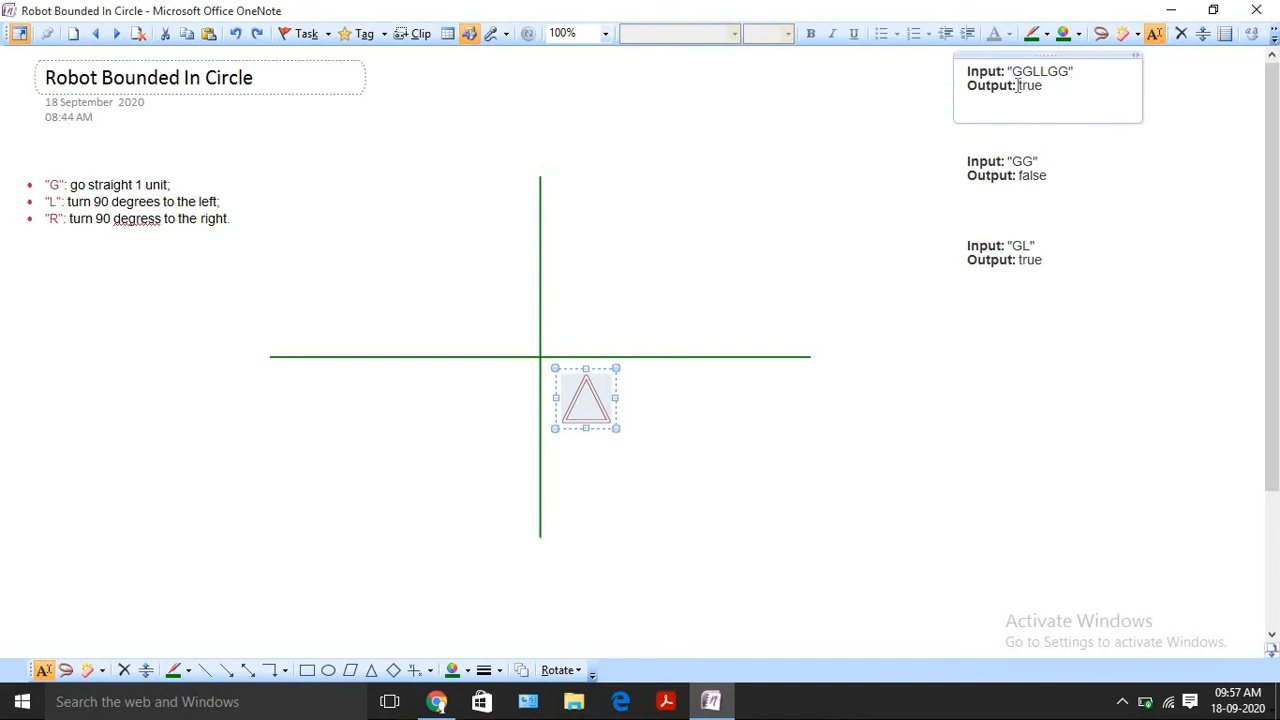 Robot Bounded In Circle - Microsoft Office OneNote
Task Tag Clip 100% B I U
Robot Bounded In Circle
18 September 2020
08:44 AM
"G": go straight 1 unit;
"L": turn 90 degrees to the left;
"R": turn 90 degress to the right.
Input: "GGLLGG"
Output: true
Input: "GG"
Output: false
Input: "GL"
Output: true
Activate Windows
Go to Settings to activate Windows.
Rotate
Search the web and Windows
09:57 AM
18-09-2020